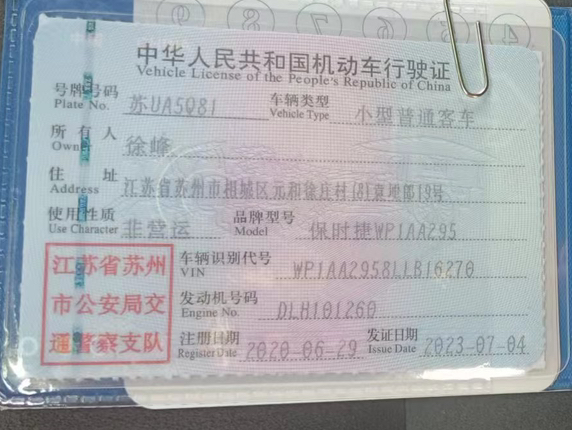 中华人民共和国机动车行驶证
Vehicle License of the People's Republic of China
号牌号码 苏UA5Q81 车辆类型 小型普通客车
Plate No. Vehicle Type
所有人 徐峰
Owner
住址 江苏省苏州市相城区元和徐庄村(8)袁地郎19号
Address
使用性质 非营运 品牌型号 保时捷WP1AA295
Use Character Model
江苏省苏州 车辆识别代号 WP1AA2958LLB16270
VIN
市公安局交 发动机号码 DLH101260
Engine No.
通警察支队 注册日期 2020-06-29 发证日期 2023-07-04
Register Date Issue Date